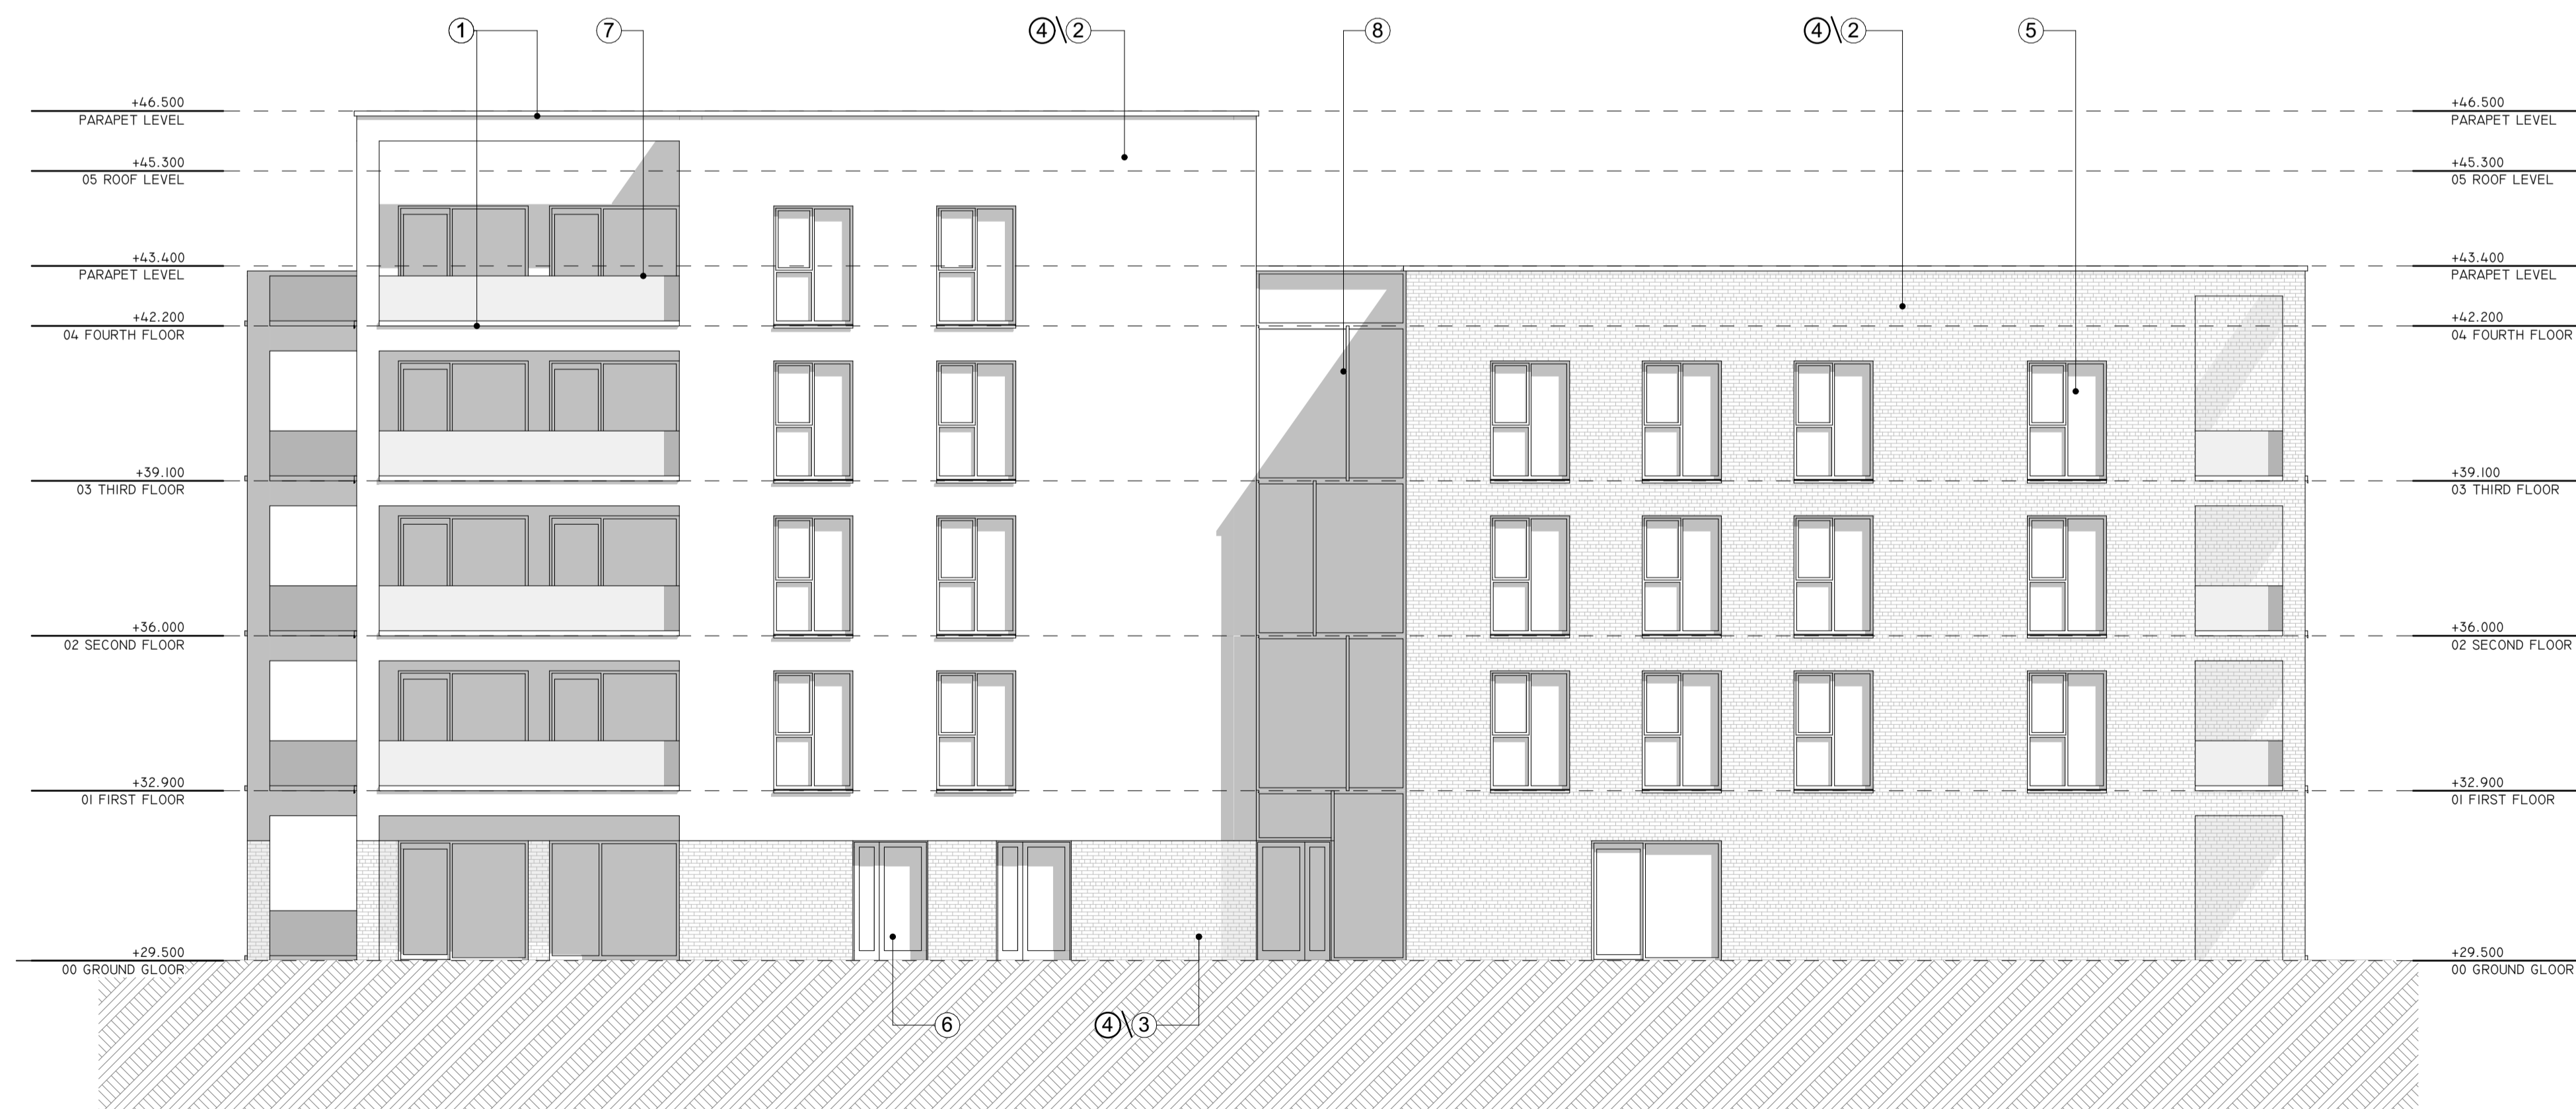 1 7 4\2 8 4\2 5
+46.500 +46.500
PARAPET LEVEL PARAPET LEVEL
+45.300 +45.300
05 ROOF LEVEL 05 ROOF LEVEL
+43.400 +43.400
PARAPET LEVEL PARAPET LEVEL
+42.200 +42.200
04 FOURTH FLOOR 04 FOURTH FLOOR
+39.100 +39.100
03 THIRD FLOOR 03 THIRD FLOOR
+36.000 +36.000
02 SECOND FLOOR 02 SECOND FLOOR
+32.900 +32.900
01 FIRST FLOOR 01 FIRST FLOOR
+29.500 +29.500
00 GROUND GLOOR 00 GROUND GLOOR
6 4\3